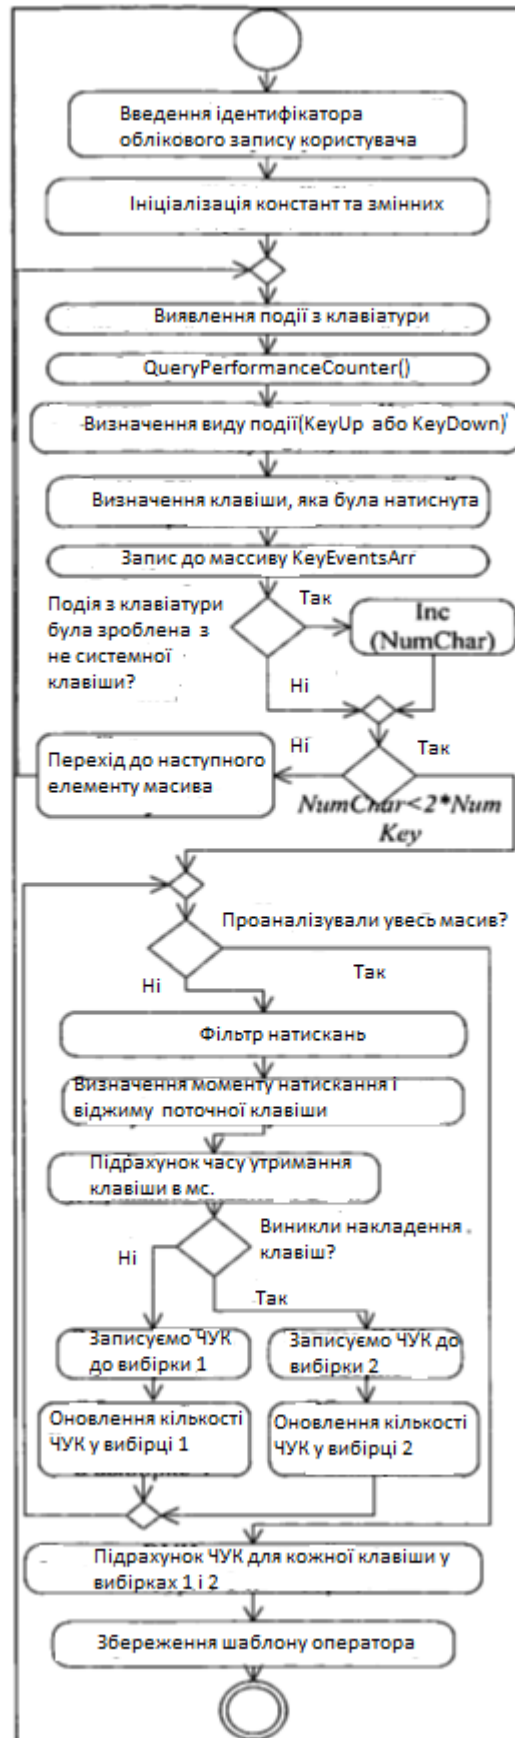 Введення ідентифікатора
облікового запису користувача
Ініціалізація констант та змінних
Виявлення події з клавіатури
QueryPerformanceCounter()
Визначення виду події(KeyUp або KeyDown)
Визначення клавіши, яка була натиснута
Запис до массиву KeyEventsArr
Подія з клавіатури
була зроблена з
не системної
клавіши?
Так
Inc
(NumChar)
Ні
Ні
Так
Перехід до наступного
елементу масива
NumChar<2*Num
Key
Проаналізували увесь масив?
Ні
Так
Фільтр натискань
Визначення моменту натискання і
віджиму поточної клавіши
Підрахунок часу утримання
клавіши в мс.
Виникли накладення
клавіш?
Ні
Так
Записуємо ЧУК
до вибірки 1
Записуємо ЧУК до
вибірки 2
Оновлення кількості
ЧУК у вибірці 1
Оновлення кількості
ЧУК у вибірці 2
Підрахунок ЧУК для кожної клавіши у
вибірках 1 і 2
Збереження шаблону оператора